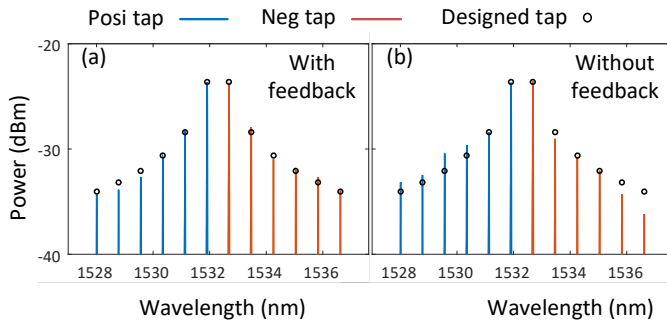 Posi tap Neg tap Designed tap
(a) With feedback
(b) Without feedback
-20
-30
-40
Power (dBm)
1528 1530 1532 1534 1536
1528 1530 1532 1534 1536
Wavelength (nm) Wavelength (nm)